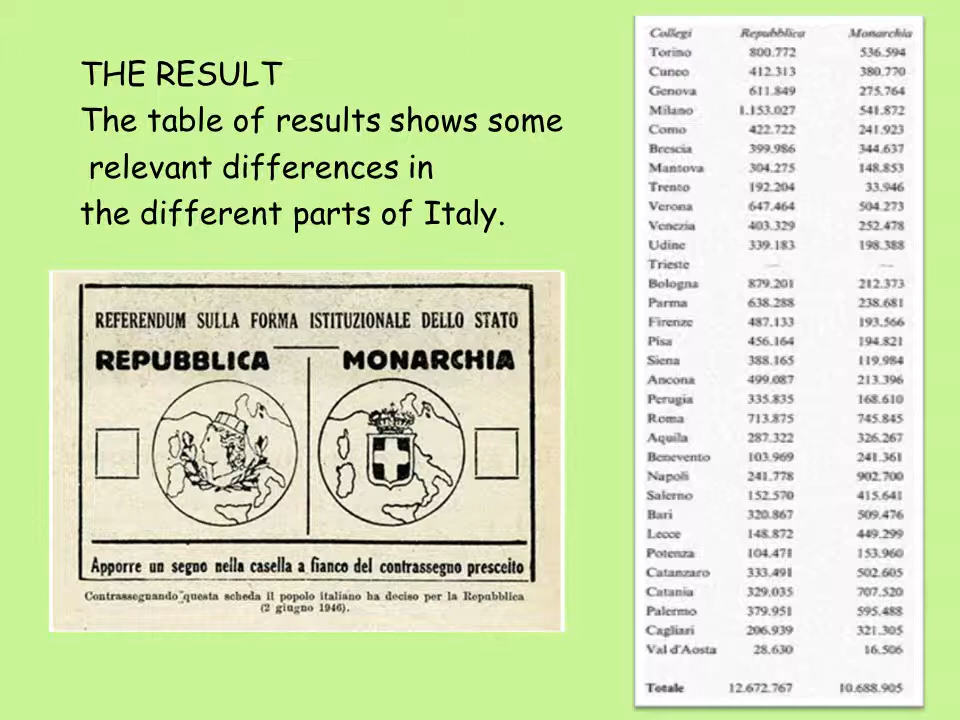 THE RESULT
The table of results shows some
relevant differences in
the different parts of Italy.
REFERENDUM SULLA FORMA ISTITUZIONALE DELLO STATO
REPUBBLICA MONARCHIA
Apporre un segno nella casella a fianco del contrassegno prescelto
Contrassegnando questa scheda il popolo italiano ha deciso per la Repubblica
(2 giugno 1946).
Collegi Repubblica Monarchia
Torino 800.772 536.594
Cuneo 412.313 380.770
Genova 611.849 275.764
Milano 1.153.027 541.872
Como 422.722 241.923
Brescia 399.986 344.637
Mantova 304.275 148.853
Trento 192.204 33.946
Verona 647.464 504.273
Venezia 403.329 252.478
Udine 339.183 198.388
Trieste — —
Bologna 879.201 212.373
Parma 638.288 238.681
Firenze 487.133 193.566
Pisa 456.164 194.821
Siena 388.165 119.984
Ancona 499.087 213.396
Perugia 335.835 168.610
Roma 713.875 745.845
Aquila 287.322 326.267
Benevento 103.969 241.361
Napoli 241.778 902.700
Salerno 152.570 415.641
Bari 320.867 509.476
Lecce 148.872 449.299
Potenza 104.471 153.960
Catanzaro 333.491 502.605
Catania 329.035 707.520
Palermo 379.951 595.488
Cagliari 206.939 321.305
Val d'Aosta 28.630 16.506
Totale 12.672.767 10.688.905